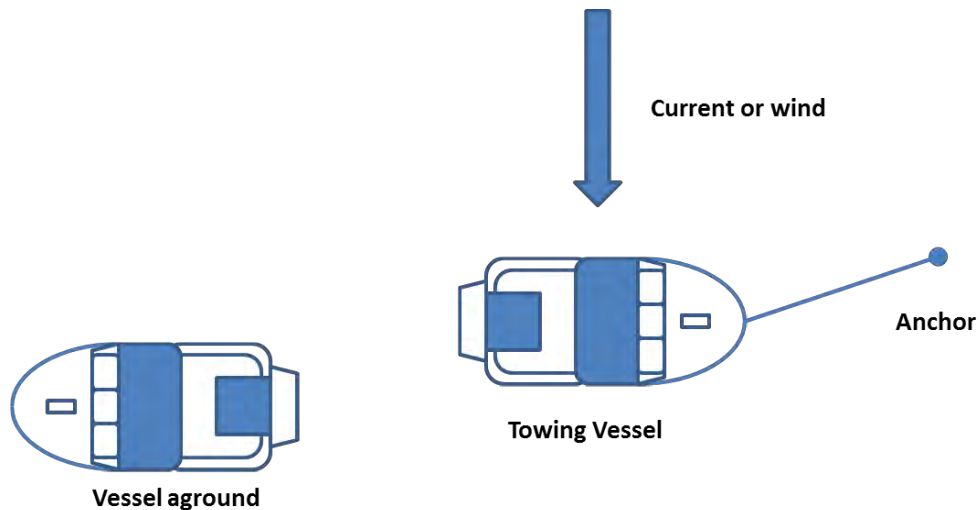 Current or wind
Anchor
Towing Vessel
Vessel aground